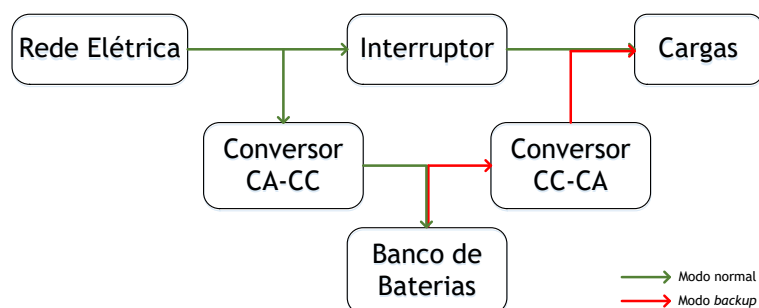 Rede Elétrica
Interruptor
Cargas
Conversor
CA-CC
Conversor
CC-CA
Banco de
Baterias
Modo normal
Modo backup